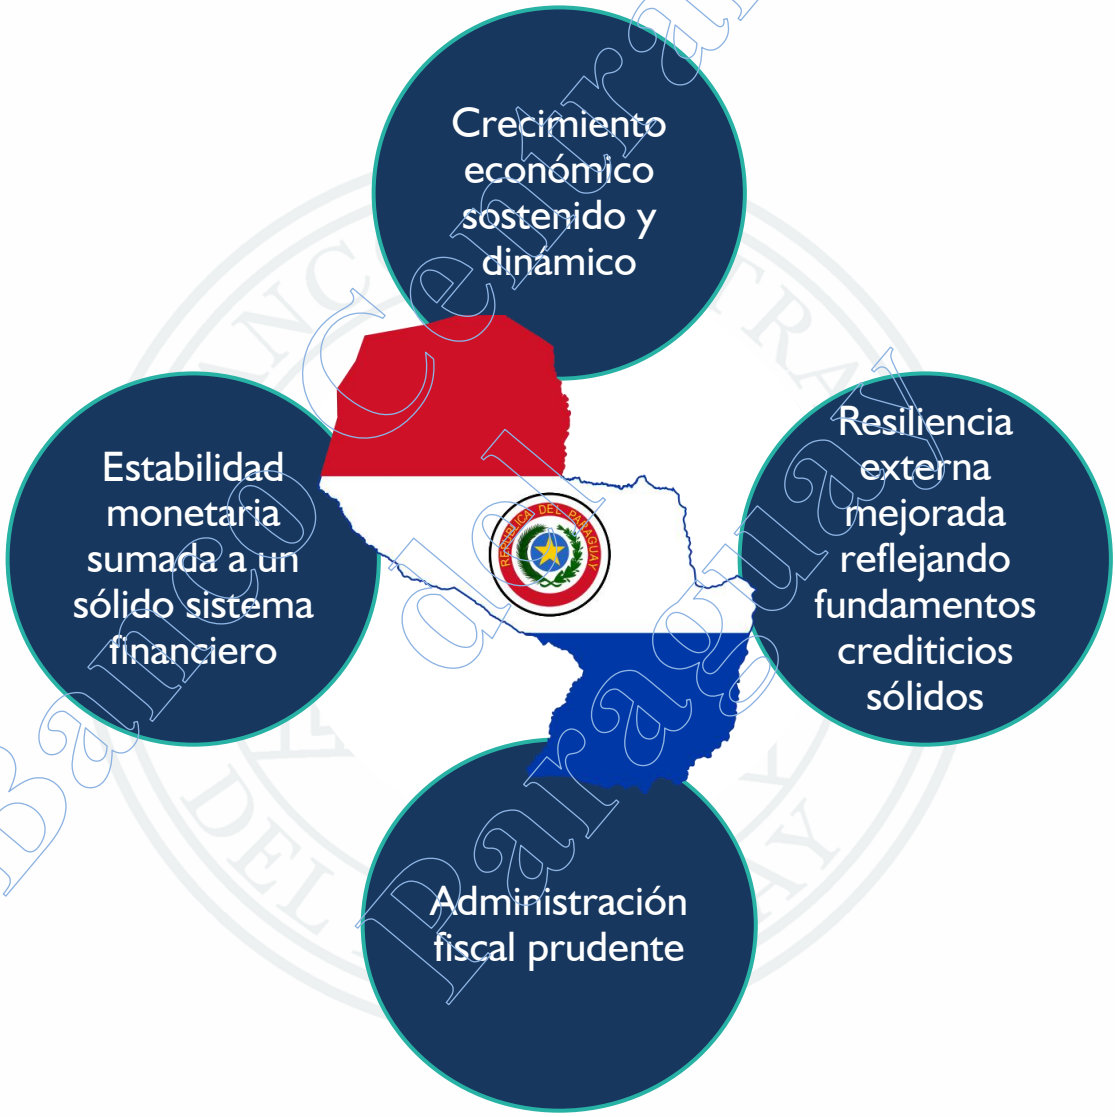 Crecimiento
económico
sostenido y
dinámico
Estabilidad
monetaria
sumada a un
sólido sistema
financiero
REPÚBLICA DEL PARAGUAY
Resiliencia
externa
mejorada
reflejando
fundamentos
crediticios
sólidos
Administración
fiscal prudente
Banco Central
del
Paraguay